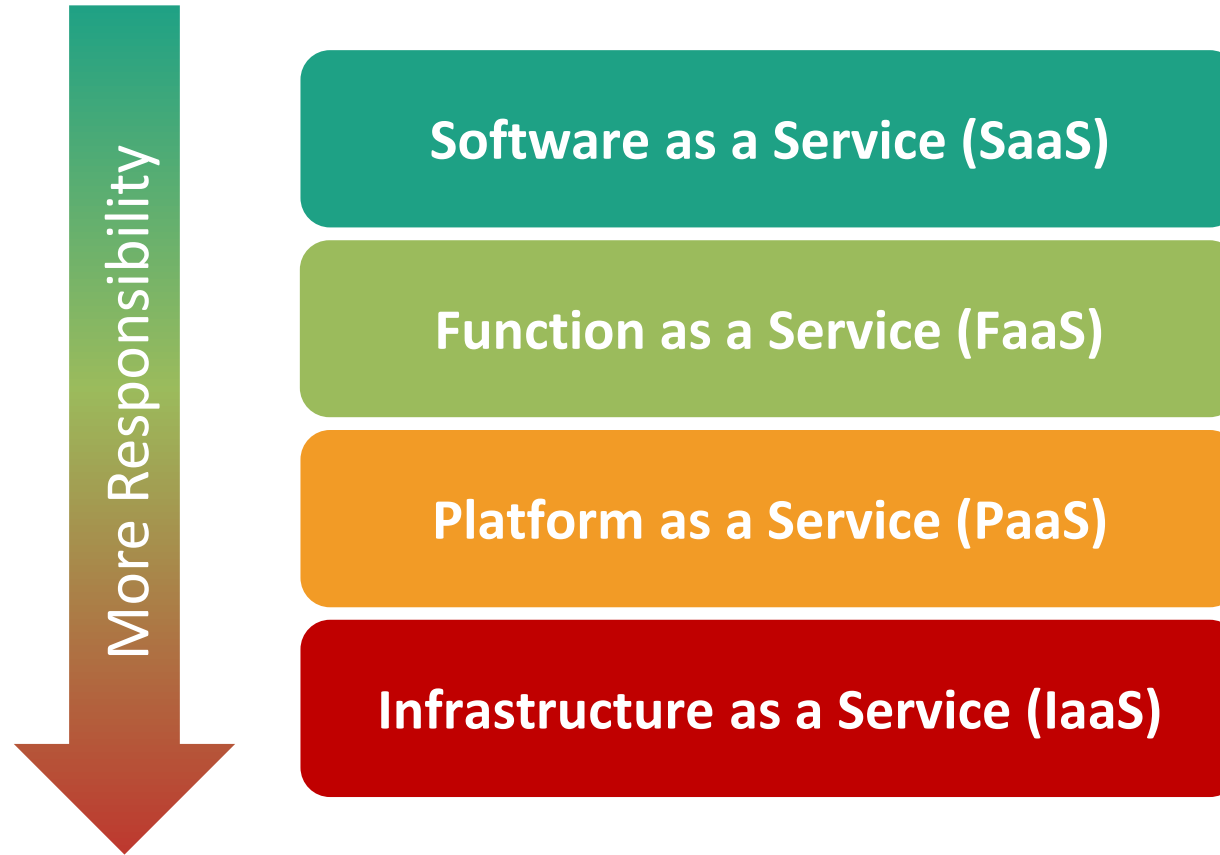 More Responsibility
Software as a Service (SaaS)
Function as a Service (FaaS)
Platform as a Service (PaaS)
Infrastructure as a Service (IaaS)